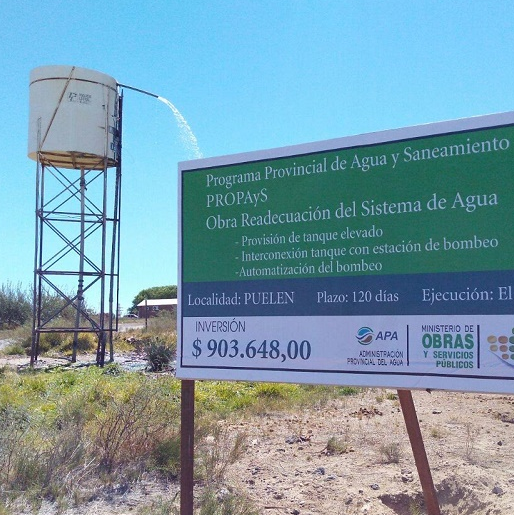 Programa Provincial de Agua y Saneamiento
PROPAyS
Obra Readecuación del Sistema de Agua
- Provisión de tanque elevado
- Interconexión tanque con estación de bombeo
- Automatización del bombeo
Localidad: PUELEN Plazo: 120 días Ejecución: El
INVERSIÓN
$ 903.648,00
APA
ADMINISTRACIÓN
PROVINCIAL DEL AGUA
MINISTERIO DE
OBRAS
Y SERVICIOS
PÚBLICOS